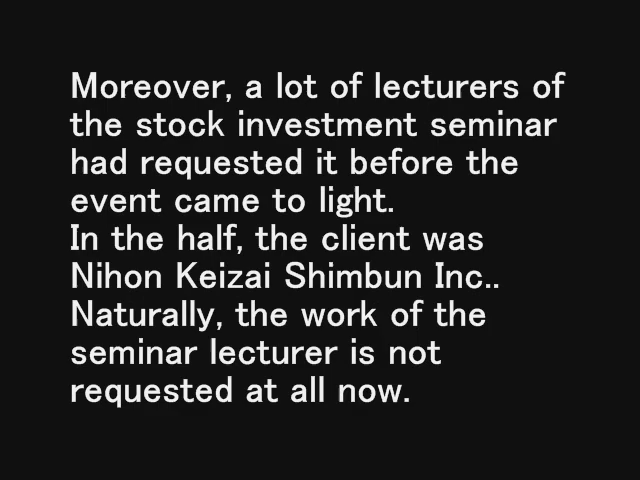 Moreover, a lot of lecturers of
the stock investment seminar
had requested it before the
event came to light.
In the half, the client was
Nihon Keizai Shimbun Inc..
Naturally, the work of the
seminar lecturer is not
requested at all now.